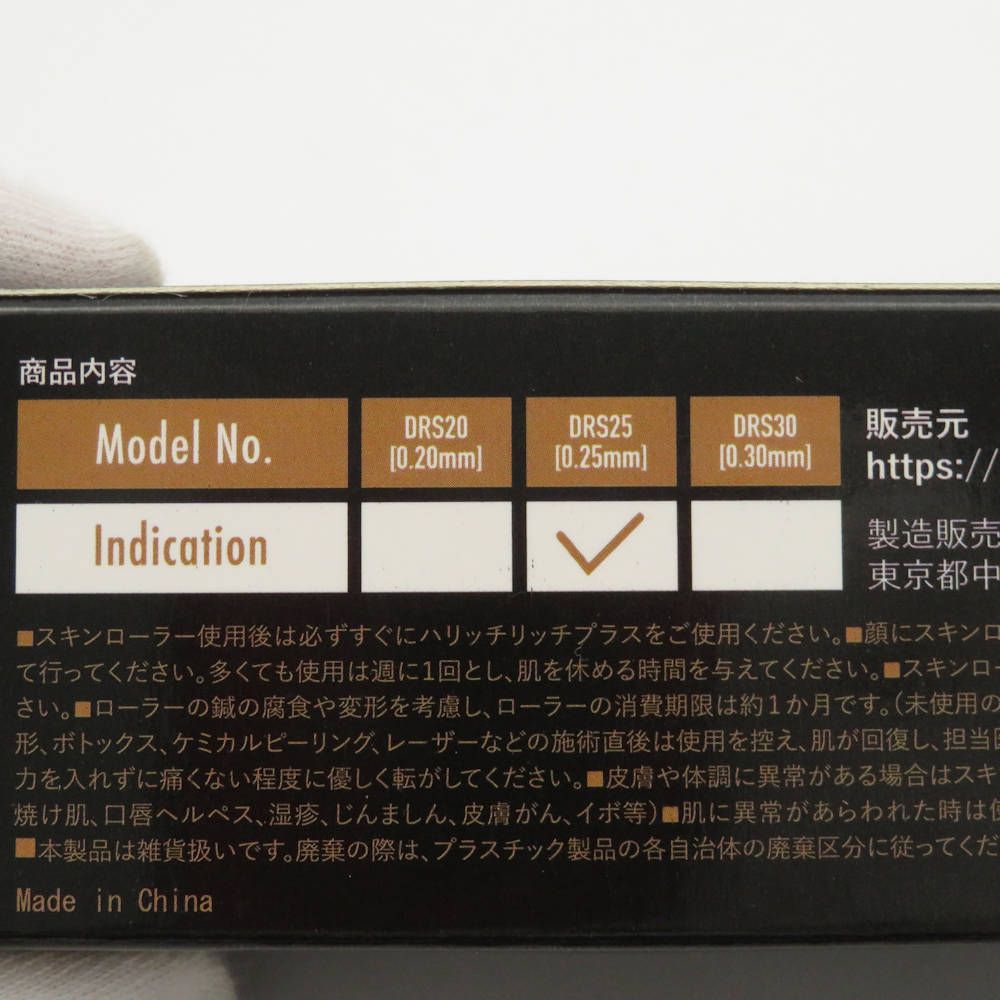 商品内容
Model No.
DRS20
[0.20mm]
DRS25
[0.25mm]
DRS30
[0.30mm]
Indication
販売元
https://
製造販売
東京都中
■スキンローラー使用後は必ずすぐにハリッチリッチプラスをご使用ください。■顔にスキンロ
て行ってください。多くても使用は週に1回とし、肌を休める時間を与えてください。■スキンロー
さい。■ローラーの鍼の腐食や変形を考慮し、ローラーの消費期限は約1か月です。(未使用の
形、ボトックス、ケミカルピーリング、レーザーなどの施術直後は使用を控え、肌が回復し、担当
力を入れずに痛くない程度に優しく転がしてください。■皮膚や体調に異常がある場合はスキ
焼け肌、口唇ヘルペス、湿疹、じんましん、皮膚がん、イボ等)■肌に異常があらわれた時は
■本製品は雑貨扱いです。廃棄の際は、プラスチック製品の各自治体の廃棄区分に従ってくだ
Made in China